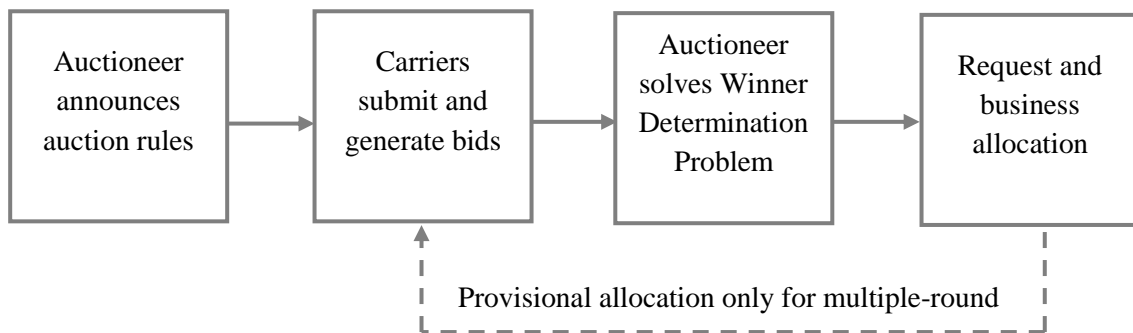 Auctioneer
announces
auction rules
Carriers
submit and
generate bids
Auctioneer
solves Winner
Determination
Problem
Request and
business
allocation
Provisional allocation only for multiple-round